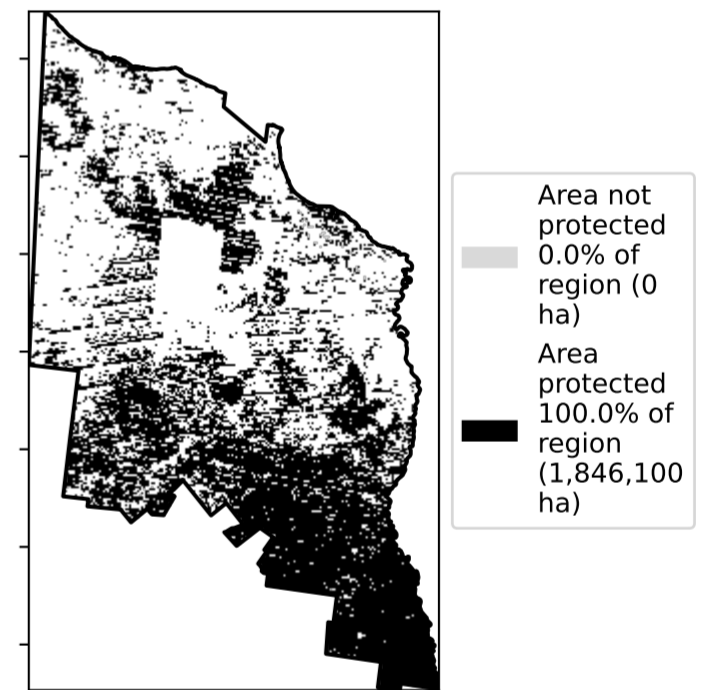 Area not
protected
0.0% of
region (0
ha)
Area
protected
100.0% of
region
(1,846,100
ha)